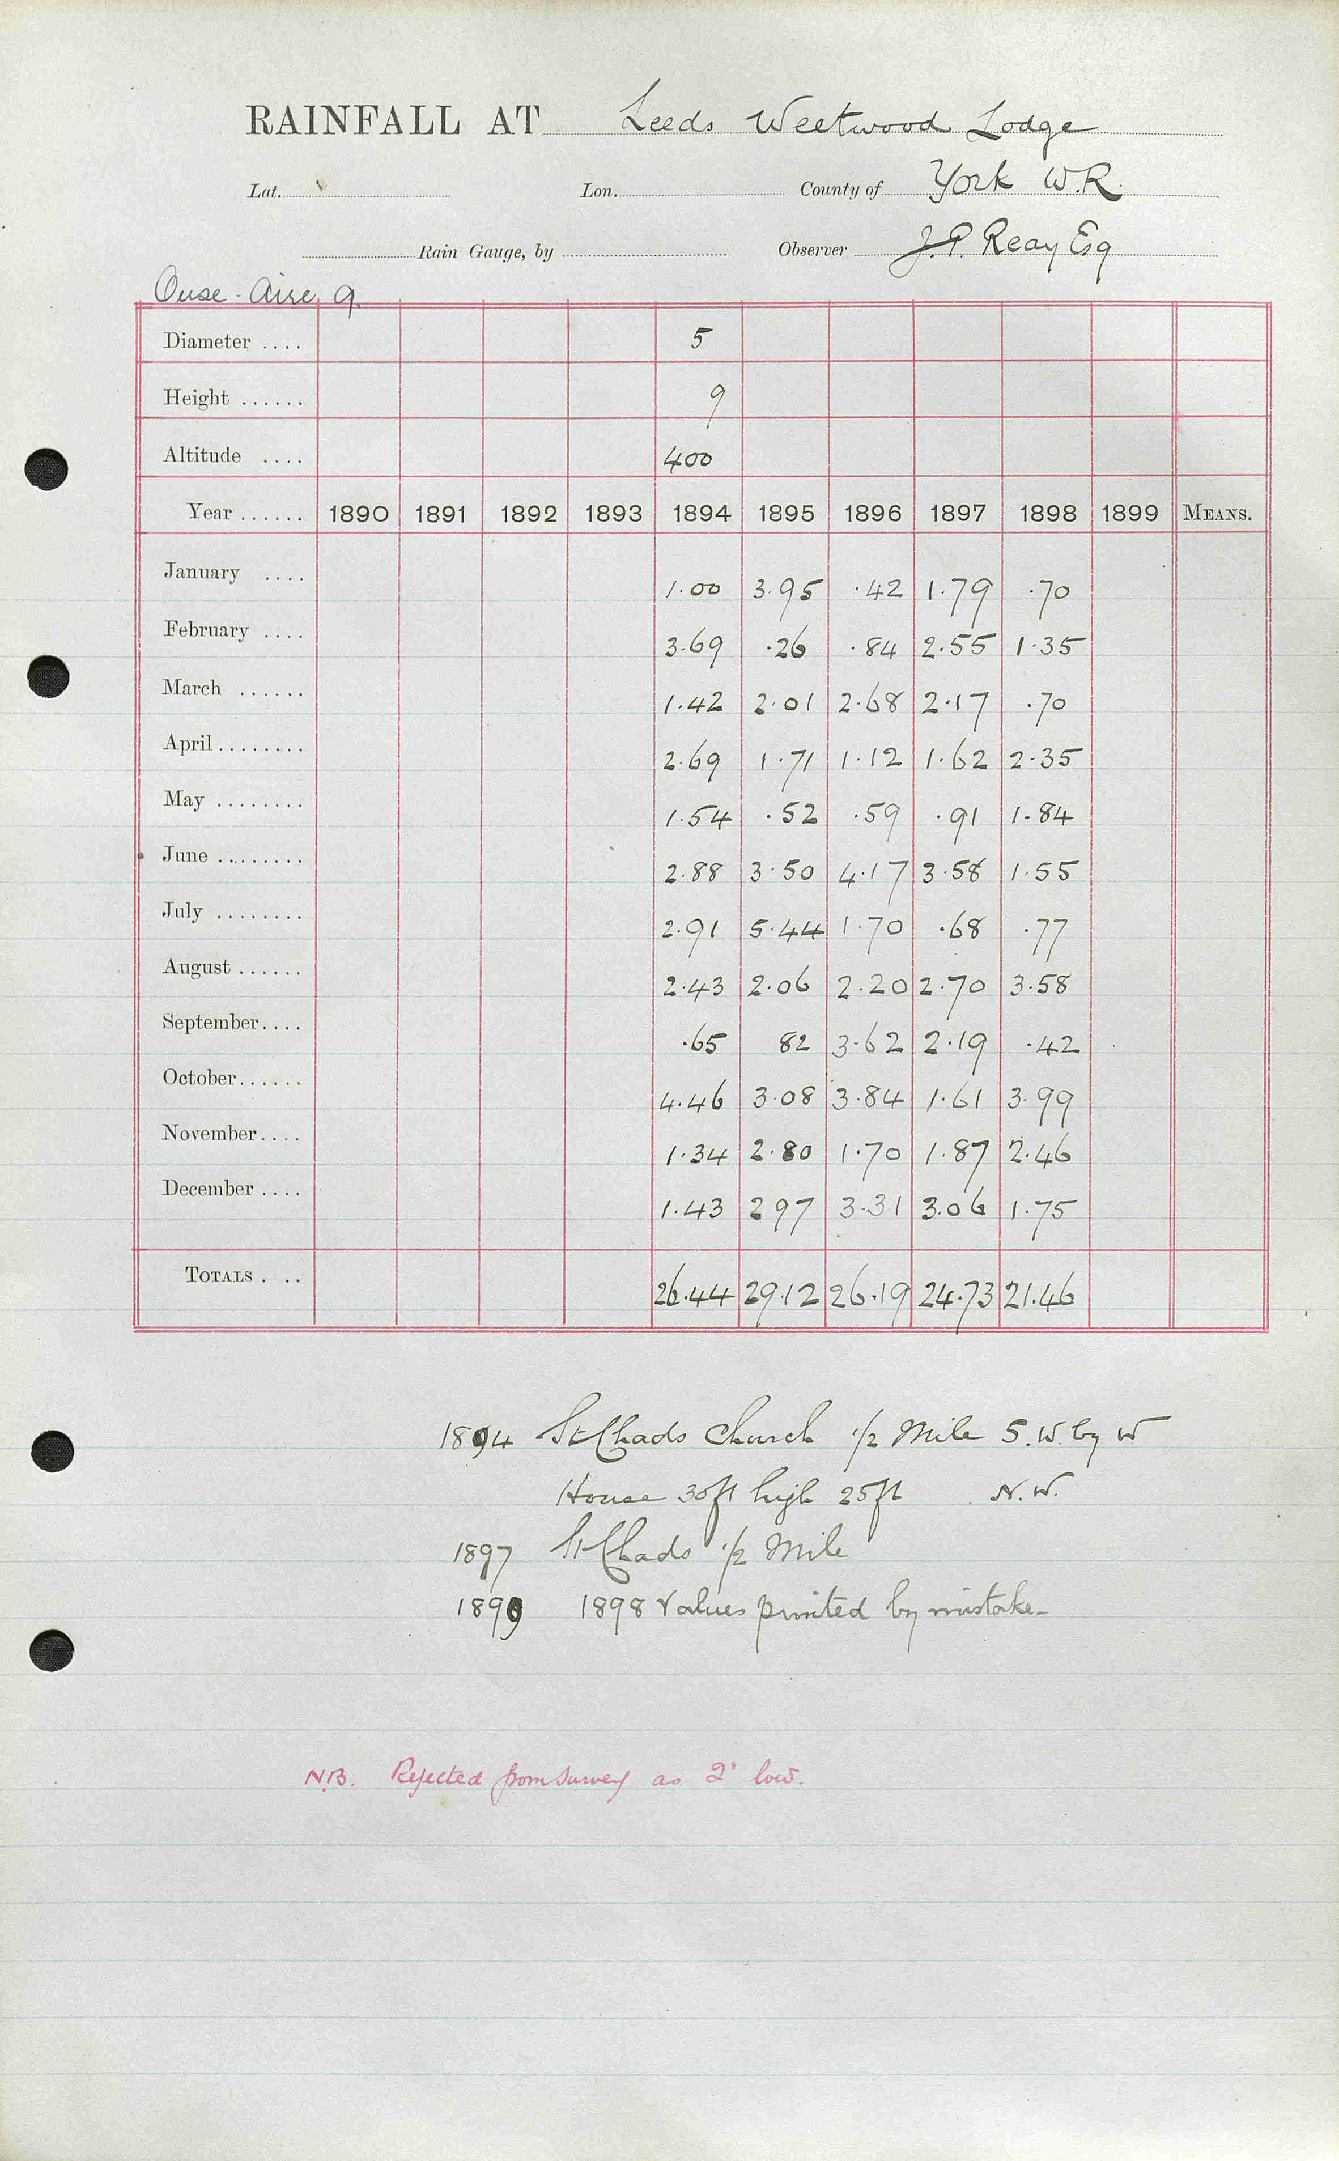 RAINFALL AT Leeds Weetwood Lodge
Lat. Lon. County of York W.R.
Rain Gauge, by Observer J.P. Reay Esq
Ouse - Aire 9.
Diameter .... 5
Height ...... 9
Altitude .... 400
Year ...... 1890 1891 1892 1893 1894 1895 1896 1897 1898 1899 MEANS.
January .... 1.00 3.95 .42 1.79 .70
February .... 3.69 .26 .84 2.55 1.35
March ...... 1.42 2.01 2.68 2.17 .70
April........ 2.69 1.71 1.12 1.62 2.35
May ........ 1.54 .52 .59 .91 1.84
June ........ 2.88 3.50 4.17 3.58 1.55
July ........ 2.91 5.44 1.70 .68 .77
August ...... 2.43 2.06 2.20 2.70 3.58
September.... .65 82 3.62 2.19 .42
October...... 4.46 3.08 3.84 1.61 3.99
November.... 1.34 2.80 1.70 1.87 2.46
December .... 1.43 2 97 3.31 3.06 1.75
TOTALS . .. 26.44 29.12 26.19 24.73 21.46
1894 St Chads Church 1/2 Mile S.W. by W
House 30ft high 25ft N.W.
1897 St Chads 1/2 Mile
1899 1898 Values printed by mistake-
N.B. Rejected from Survey as 2" low.